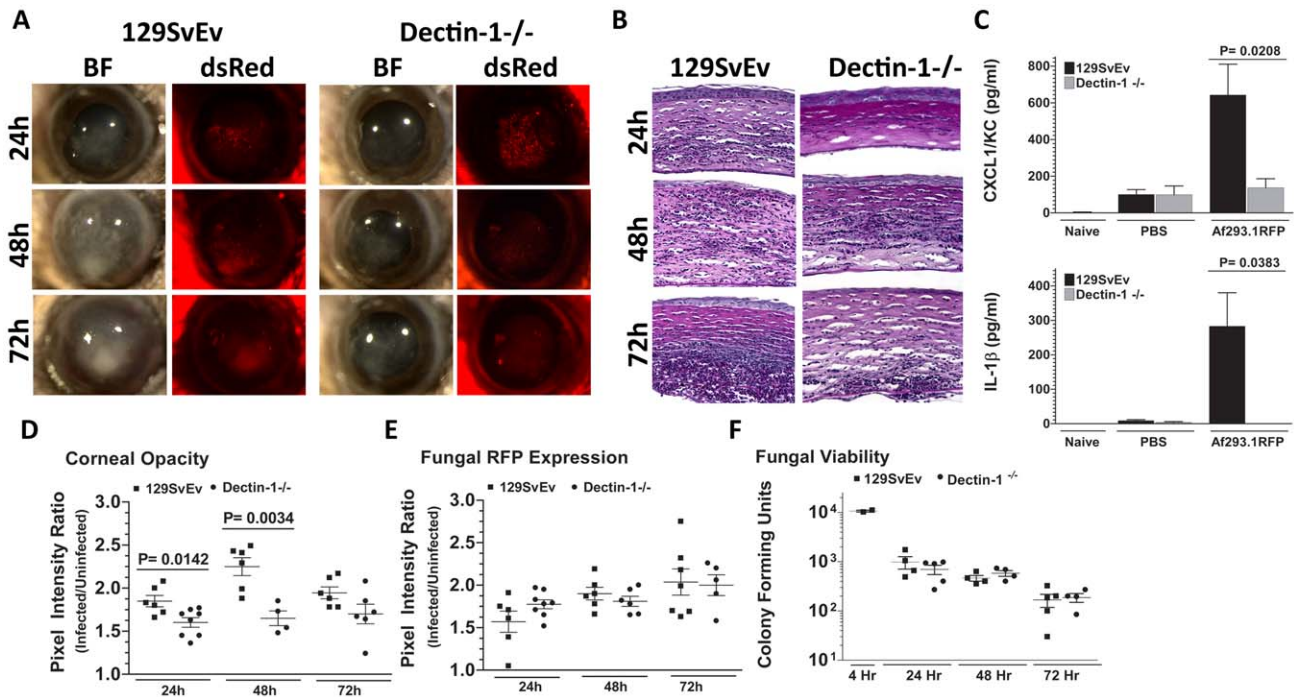 A
129SvEv
Dectin-1-/-
BF
dsRed
BF
dsRed
24h
48h
72h
B
129SvEv
Dectin-1-/-
24h
48h
72h
C
P= 0.0208
129SvEv
Dectin-1 -/-
CXCL1/KC (pg/ml)
800
600
400
200
0
Naive
PBS
Af293.1RFP
P= 0.0383
129SvEv
Dectin-1 -/-
IL-1β (pg/ml)
400
300
200
100
0
Naive
PBS
Af293.1RFP
D
Corneal Opacity
129SvEv
Dectin-1-/-
P= 0.0142
P= 0.0034
Pixel Intensity Ratio
(Infected/Uninfected)
3.0
2.5
2.0
1.5
1.0
24h
48h
72h
E
Fungal RFP Expression
129SvEv
Dectin-1-/-
Pixel Intensity Ratio
(Infected/Uninfected)
3.0
2.5
2.0
1.5
1.0
24h
48h
72h
F
Fungal Viability
129SvEv
Dectin-1 -/-
Colony Forming Units
10⁴
10³
10²
10¹
4 Hr
24 Hr
48 Hr
72 Hr